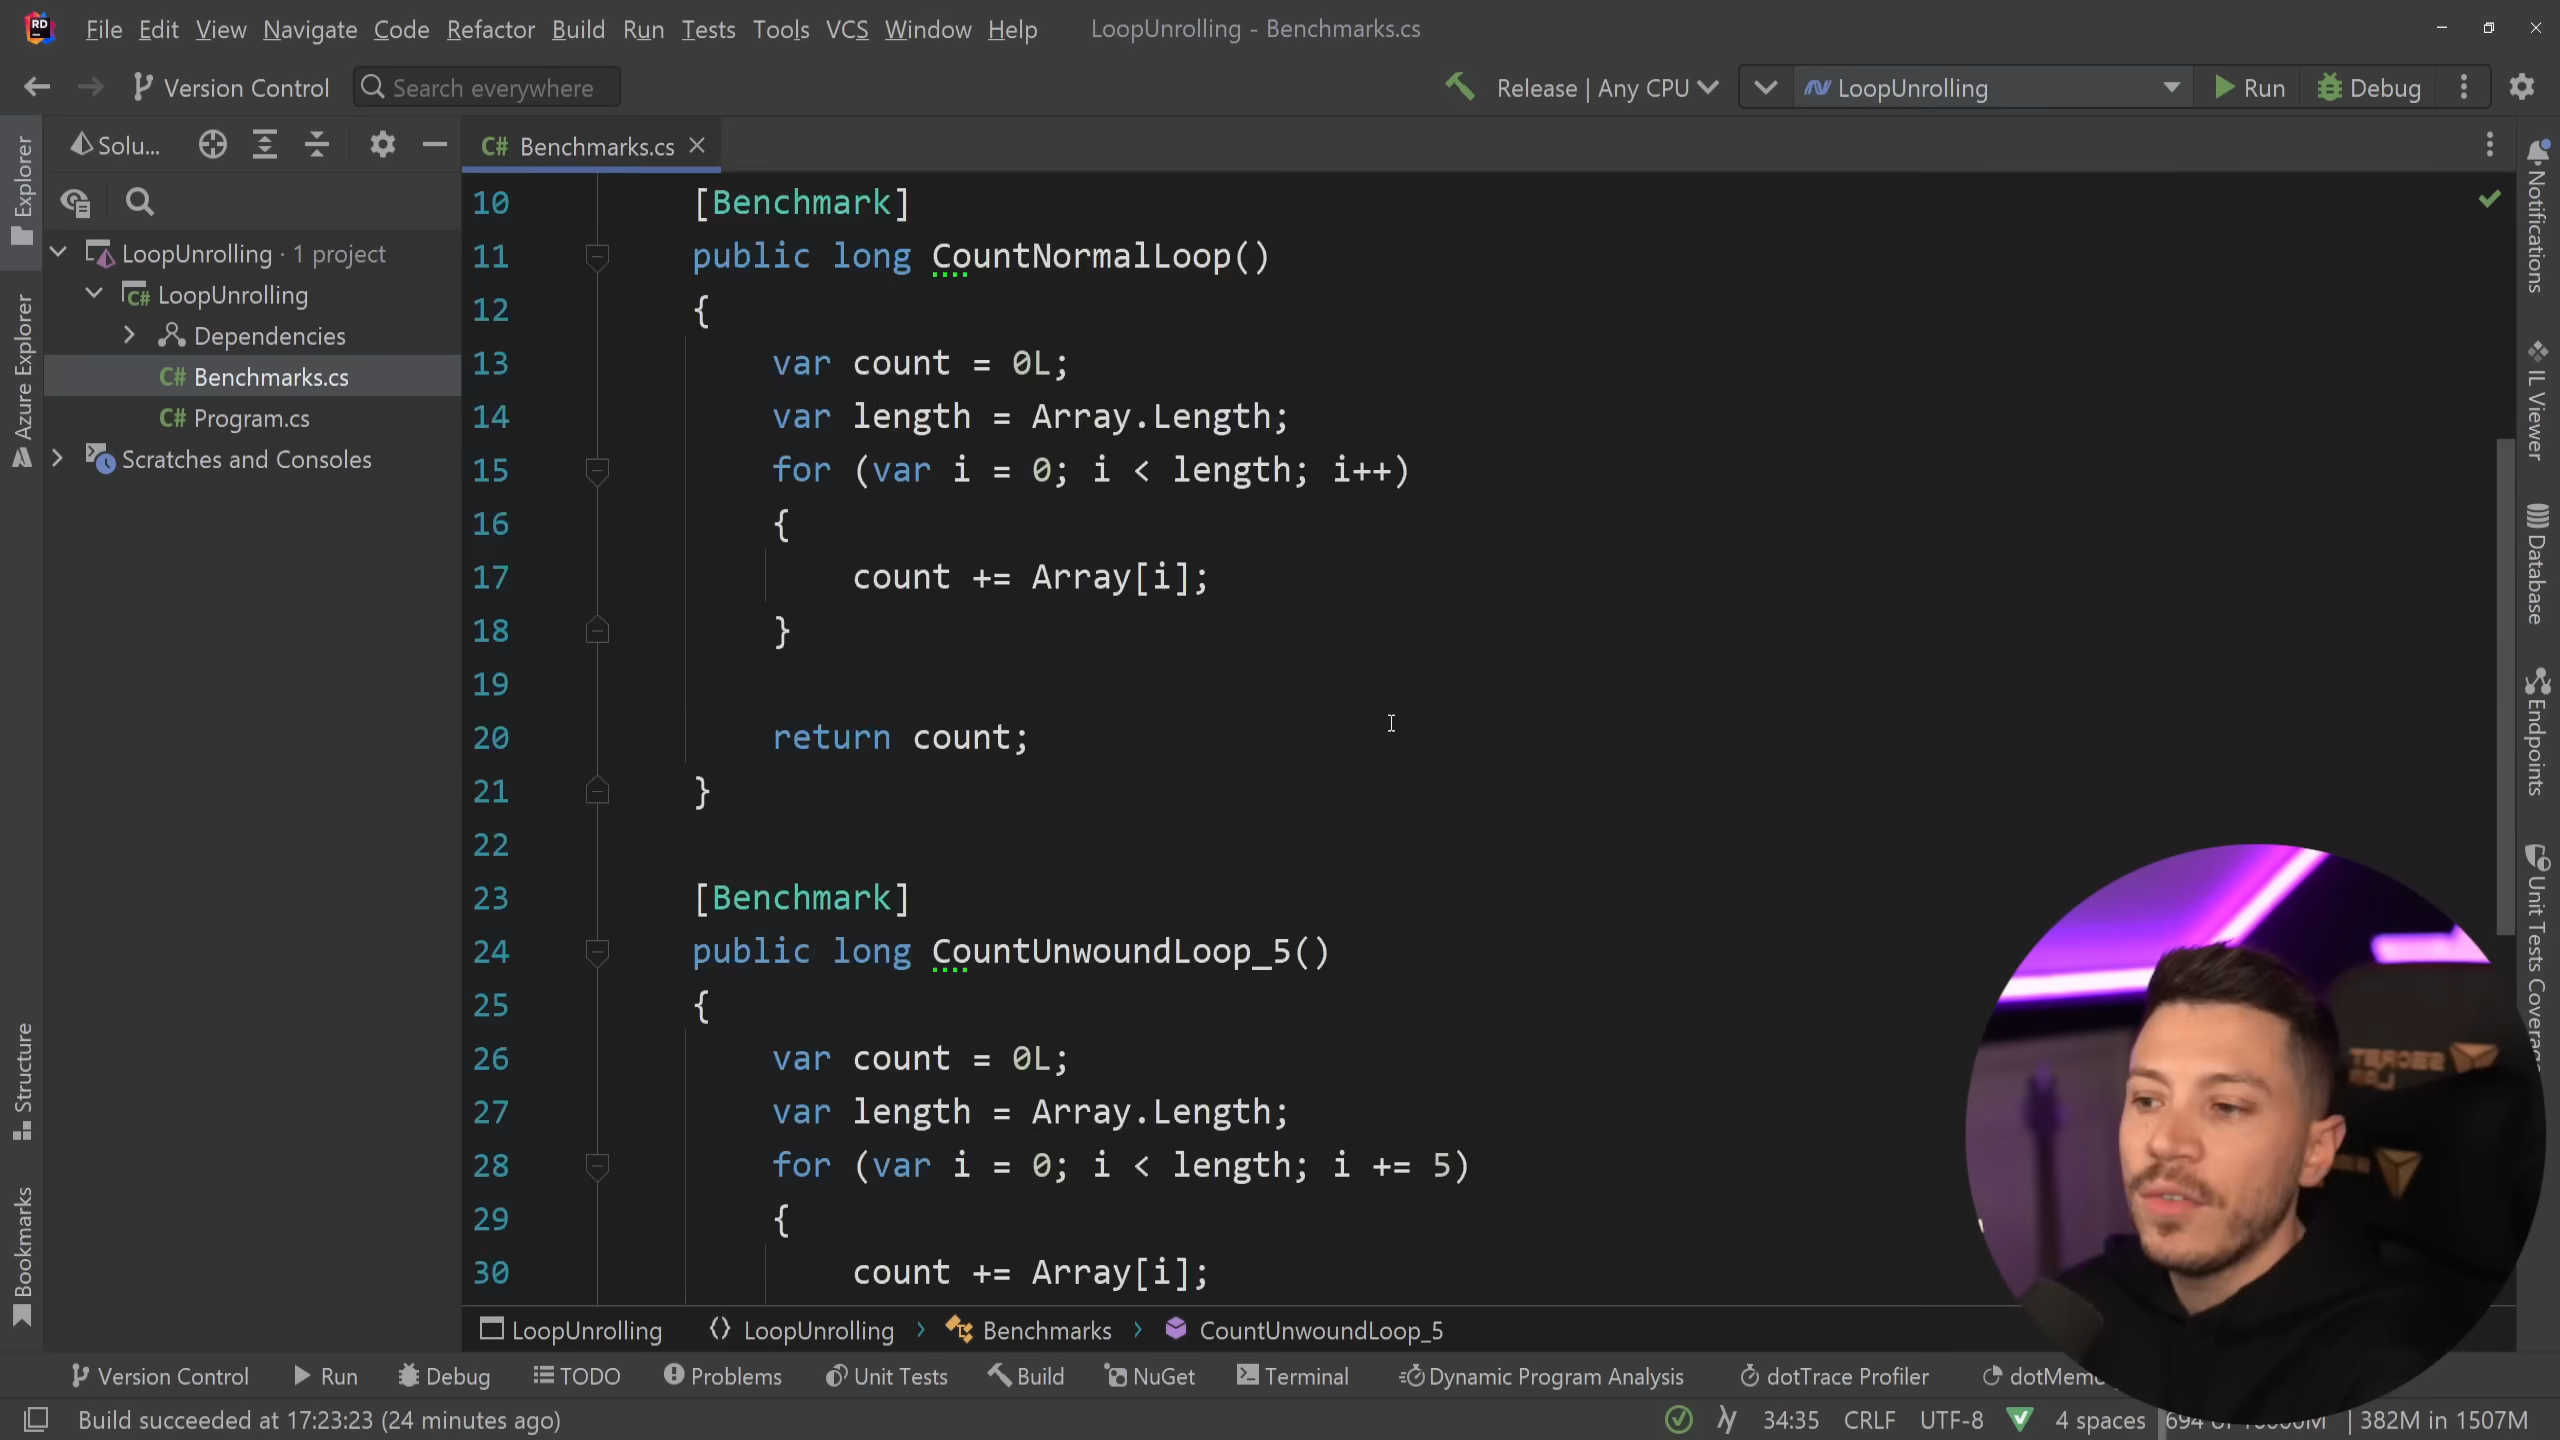 File Edit View Navigate Code Refactor Build Run Tests Tools VCS Window Help LoopUnrolling - Benchmarks.cs
Version Control Search everywhere Release | Any CPU LoopUnrolling Run Debug
Solu... C# Benchmarks.cs
Explorer
Azure Explorer
Structure
Bookmarks
LoopUnrolling · 1 project
C# LoopUnrolling
Dependencies
C# Benchmarks.cs
C# Program.cs
Scratches and Consoles
10 [Benchmark]
11 public long CountNormalLoop()
12 {
13 var count = 0L;
14 var length = Array.Length;
15 for (var i = 0; i < length; i++)
16 {
17 count += Array[i];
18 }
19
20 return count;
21 }
22
23 [Benchmark]
24 public long CountUnwoundLoop_5()
25 {
26 var count = 0L;
27 var length = Array.Length;
28 for (var i = 0; i < length; i += 5)
29 {
30 count += Array[i];
Notifications
IL Viewer
Database
Endpoints
Unit Tests Coverage
LoopUnrolling LoopUnrolling › Benchmarks › CountUnwoundLoop_5
Version Control Run Debug TODO Problems Unit Tests Build NuGet Terminal Dynamic Program Analysis dotTrace Profiler dotMemo
Build succeeded at 17:23:23 (24 minutes ago) 34:35 CRLF UTF-8 4 spaces 382M in 1507M